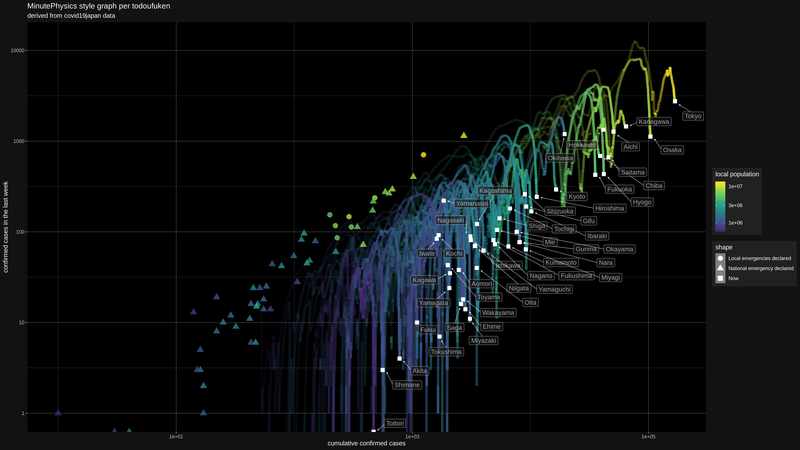 MinutePhysics style graph per todoufuken
derived from covid19japan data
confirmed cases in the last week
10000
1000
100
10
1
Tokyo
Kanagawa
Osaka
Aichi
Hokkaido
Okinawa
Saitama
Chiba
Fukuoka
Hyogo
Kyoto
Kagoshima
Hiroshima
Yamanashi
Shizuoka
Gifu
Nagasaki
Shiga
Tochigi
Ibaraki
Mie
Gunma
Okayama
Iwate
Kochi
Ishikawa
Kumamoto
Nara
Nagano
Fukushima
Miyagi
Kagawa
Aomori
Niigata
Yamaguchi
Toyama
Oita
Yamagata
Wakayama
Fukui
Saga
Ehime
Miyazaki
Tokushima
Akita
Shimane
Tottori
1e+01
1e+03
1e+05
cumulative confirmed cases
local population
1e+07
3e+06
1e+06
shape
Local emergencies declared
National emergency declared
Now